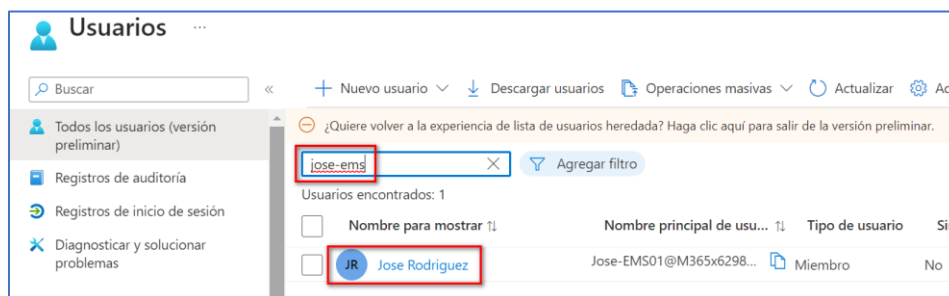 Usuarios ...
Buscar
«
Nuevo usuario
Descargar usuarios
Operaciones masivas
Actualizar
Todos los usuarios (versión
preliminar)
Registros de auditoría
Registros de inicio de sesión
Diagnosticar y solucionar
problemas
¿Quiere volver a la experiencia de lista de usuarios heredada? Haga clic aquí para salir de la versión preliminar.
jose-ems
Agregar filtro
Usuarios encontrados: 1
Nombre para mostrar
Nombre principal de usu...
Tipo de usuario
JR
Jose Rodriguez
Jose-EMS01@M365x6298...
Miembro
No